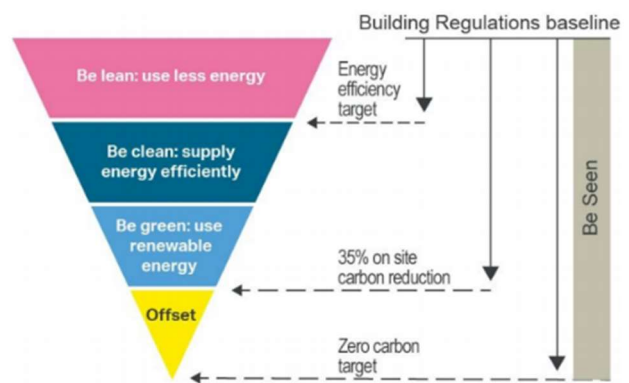 Building Regulations baseline
Be lean: use less energy
Energy
efficiency
target
Be clean: supply
energy efficiently
Be green: use
renewable
energy
35% on site
carbon reduction
Offset
Zero carbon
target
Be Seen